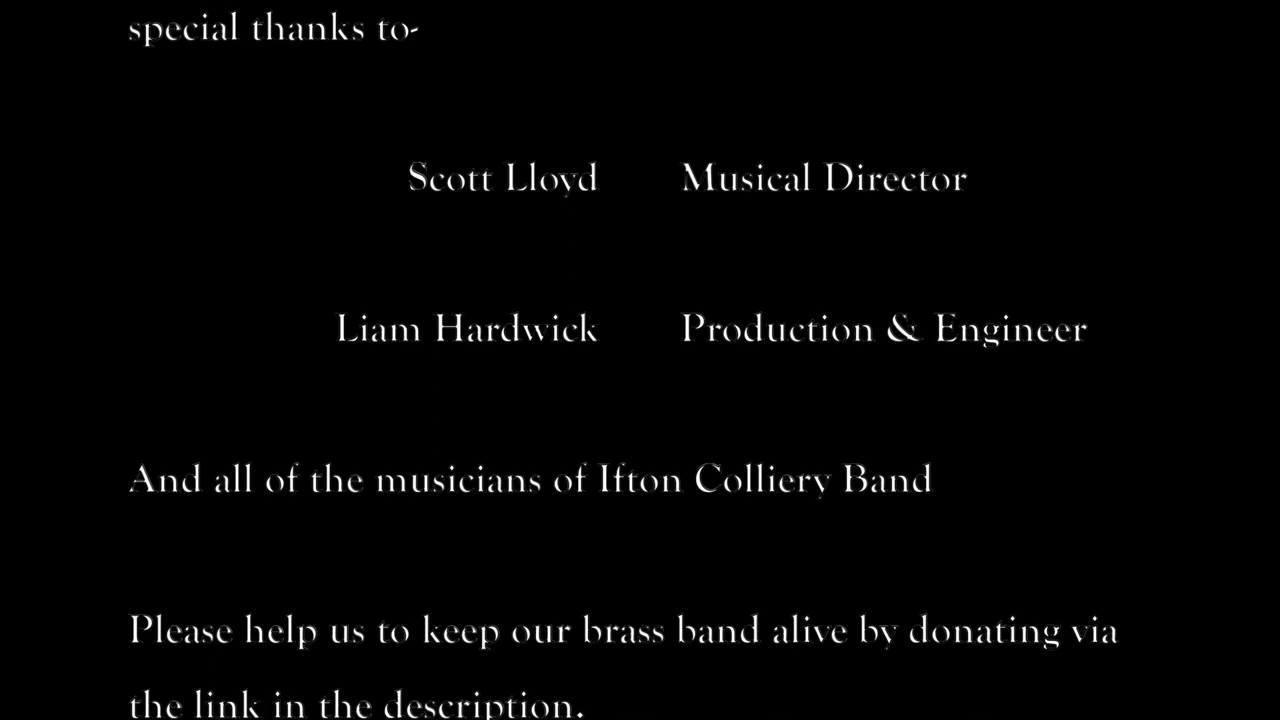 special thanks to-
Scott Lloyd Musical Director
Liam Hardwick Production & Engineer
And all of the musicians of Ifton Colliery Band
Please help us to keep our brass band alive by donating via
the link in the description.